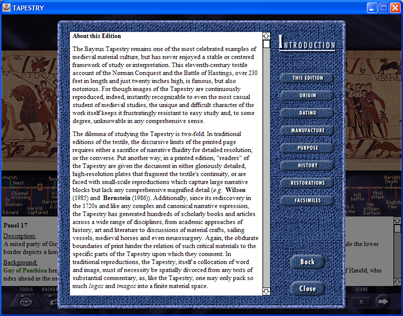 TAPESTRY
About this Edition
The Bayeux Tapestry remains one of the most celebrated examples of
medieval material culture, but has never enjoyed a stable or centered
framework of study or interpretation. This eleventh-century textile
account of the Norman Conquest and the Battle of Hastings, over 230
feet in length and just twenty inches high, is famous, but also
notorious. For though images of the Tapestry are continuously
reproduced, indeed, instantly recognizable to even the most casual
student of medieval studies, the unique and difficult character of the
work itself keeps it frustratingly resistant to easy study and, to some
degree, unknowable in any comprehensive sense.
The dilemma of studying the Tapestry is two-fold. In traditional
editions of the textile, the discursive limits of the printed page
requires either a sacrifice of narrative fluidity for detailed resolution,
or the converse. Put another way, in a printed edition, "readers" of
the Tapestry are given the document in either gloriously detailed,
high-resolution plates that fragment the textile's continuity, or are
faced with small-scale reproductions which capture large narrative
blocks but lack any comprehensive magnified detail (e.g. Wilson
(1985) and Bernstein (1986)). Additionally, since its rediscovery in
the 1720s and like any complex and canonical narrative expression,
the Tapestry has generated hundreds of scholarly books and articles
across a wide range of disciplines, from academic approaches of
history, art and literature to discussions of material crafts, sailing
vessels, medieval horses and even neurosurgery. Again, the obdurate
boundaries of print hinder the relation of such critical materials to the
specific parts of the Tapestry upon which they comment. In
traditional reproductions, the Tapestry, itself a collocation of word
and image, must of necessity be spatially divorced from any texts of
substantial commentary, as, like the Tapestry, one may only pack so
much logos and imagos into a finite material space.
INTRODUCTION
THIS EDITION
ORIGIN
DATING
MANUFACTURE
PURPOSE
HISTORY
RESTORATIONS
FACSIMILES
Back
Close
Panel 17
Description:
A mixed party of
Background:
Guy of Ponthieu
rides ahead in the
the lower
border depicts a
of Harold, who
TOOLS
SCENE